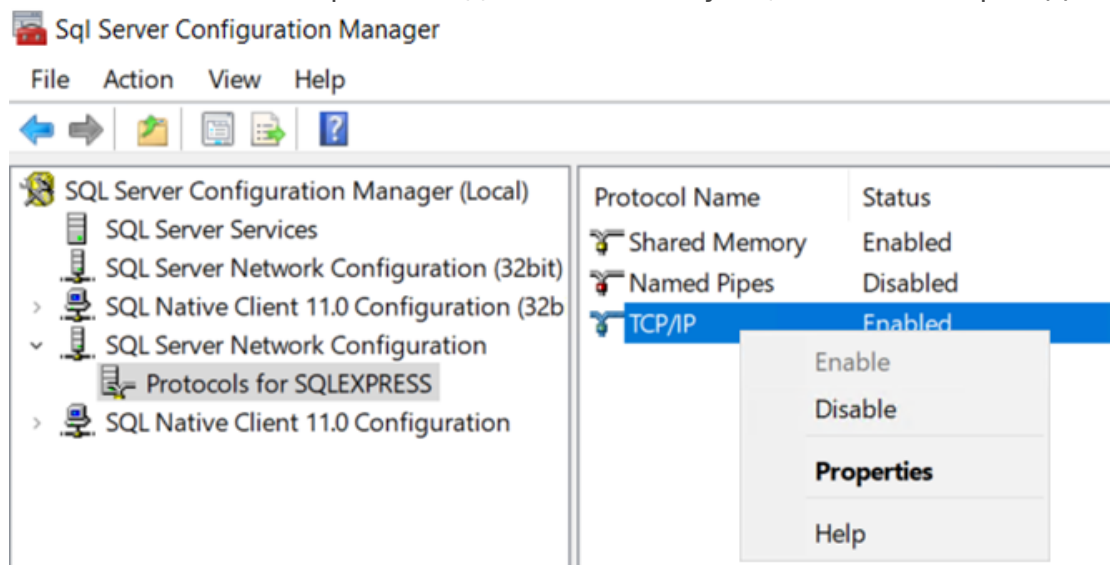 Sql Server Configuration Manager
File Action View Help
SQL Server Configuration Manager (Local)
SQL Server Services
SQL Server Network Configuration (32bit)
SQL Native Client 11.0 Configuration (32b
SQL Server Network Configuration
Protocols for SQLEXPRESS
SQL Native Client 11.0 Configuration
Protocol Name Status
Shared Memory Enabled
Named Pipes Disabled
TCP/IP Enabled
Enable
Disable
Properties
Help